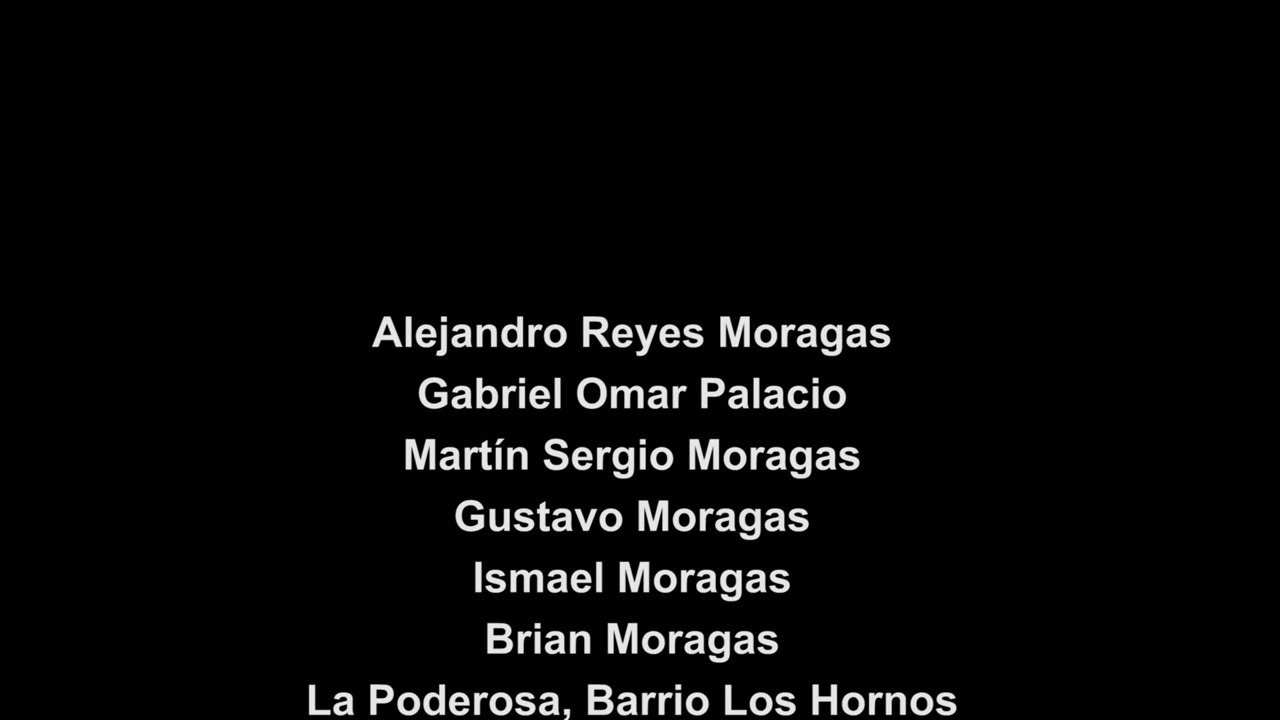 Alejandro Reyes Moragas
Gabriel Omar Palacio
Martín Sergio Moragas
Gustavo Moragas
Ismael Moragas
Brian Moragas
La Poderosa, Barrio Los Hornos